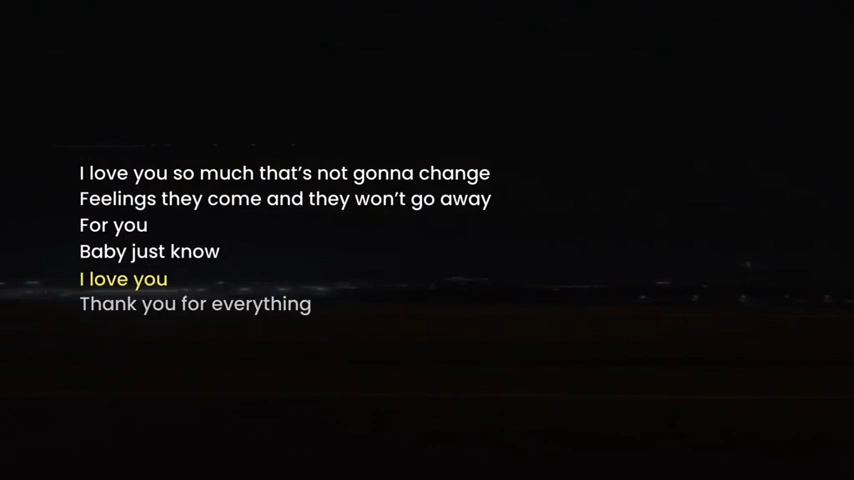 I love you so much that’s not gonna change
Feelings they come and they won’t go away
For you
Baby just know
I love you
Thank you for everything